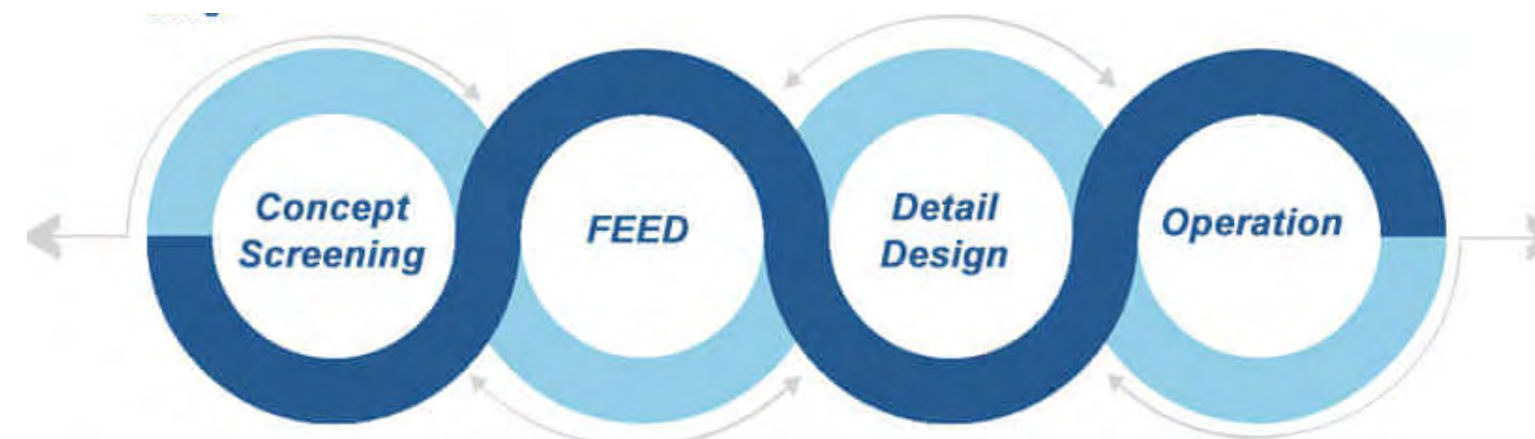 Concept
Screening
FEED
Detail
Design
Operation